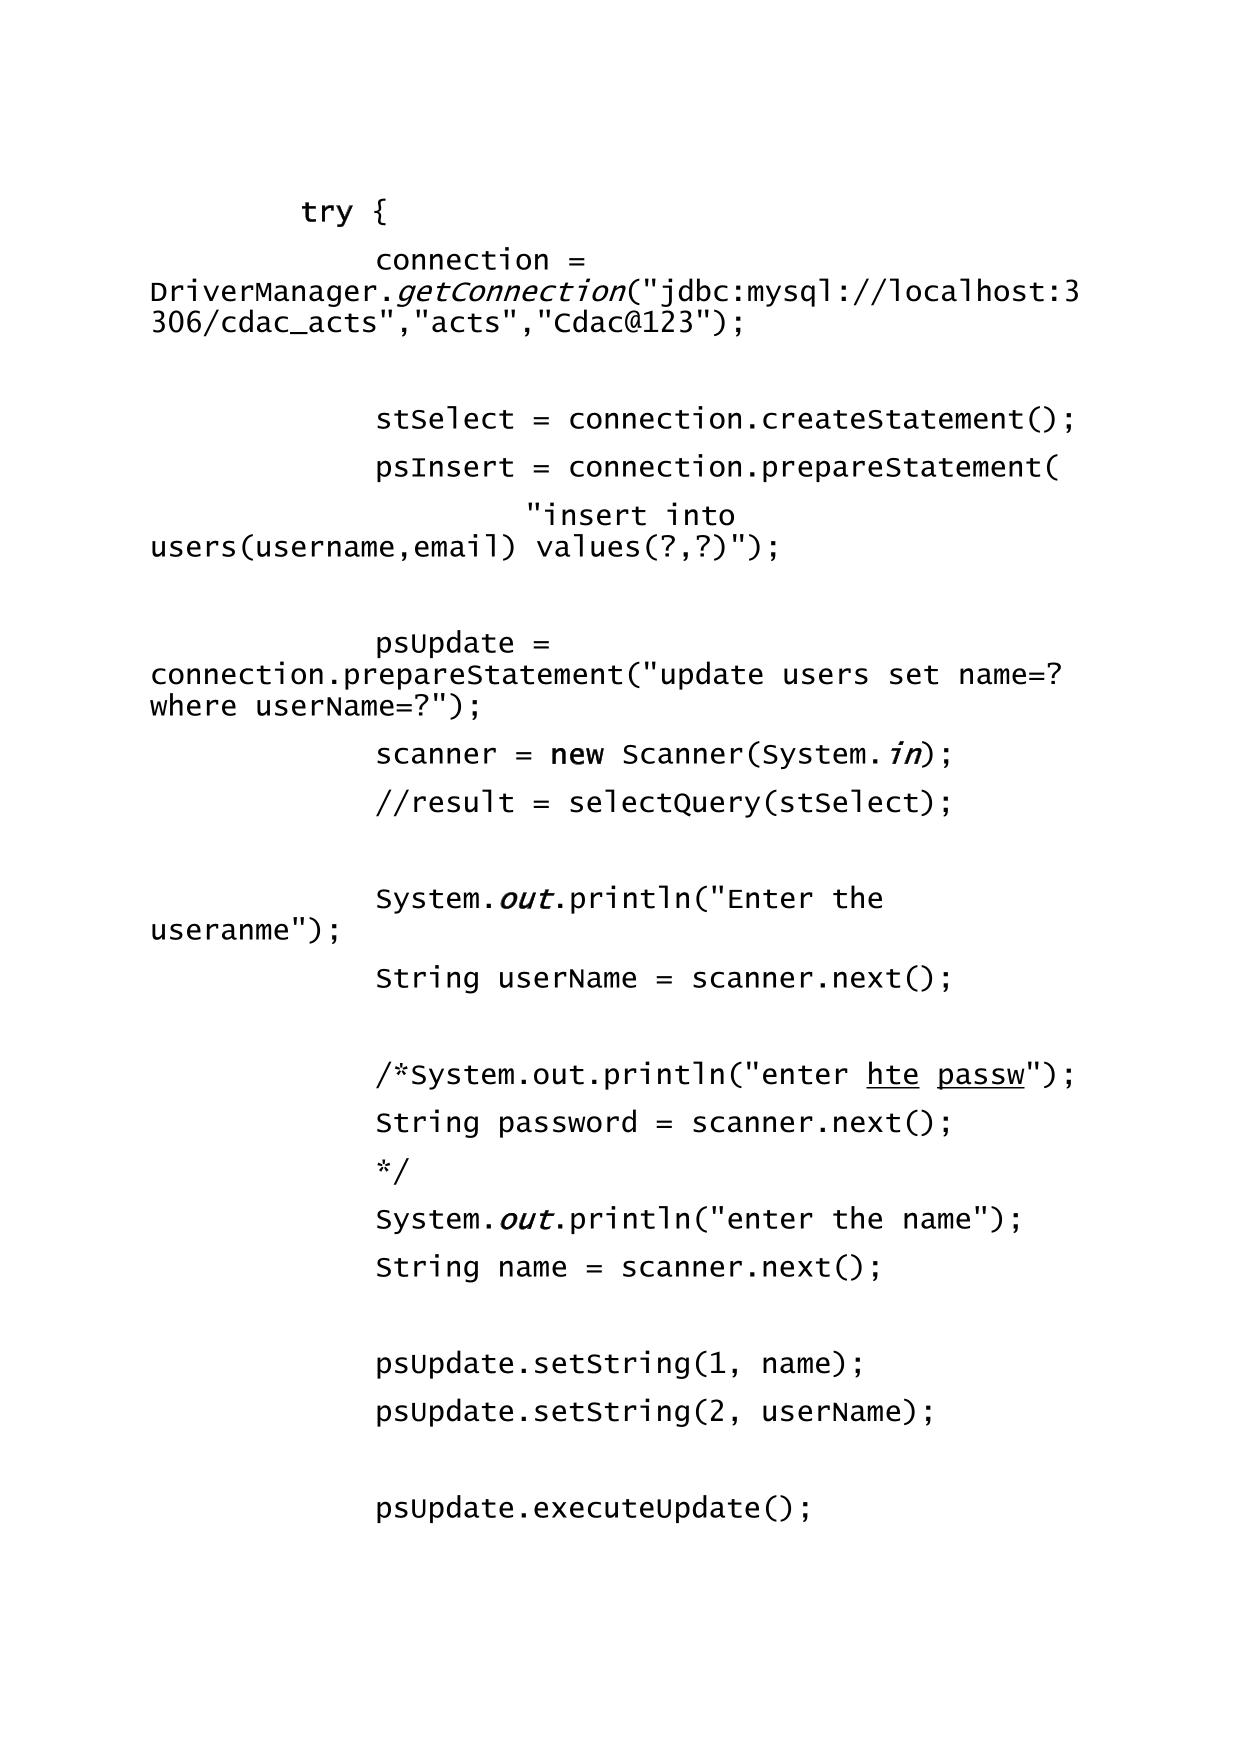 try {
connection =
DriverManager.getConnection("jdbc:mysql://localhost:3
306/cdac_acts","acts","Cdac@123");
stSelect = connection.createStatement();
psInsert = connection.prepareStatement(
"insert into
users(username,email) values(?,?)");
psUpdate =
connection.prepareStatement("update users set name=?
where userName=?");
scanner = new Scanner(System.in);
//result = selectQuery(stSelect);
System.out.println("Enter the
useranme");
String userName = scanner.next();
/*System.out.println("enter hte passw");
String password = scanner.next();
*/
System.out.println("enter the name");
String name = scanner.next();
psUpdate.setString(1, name);
psUpdate.setString(2, userName);
psUpdate.executeUpdate();